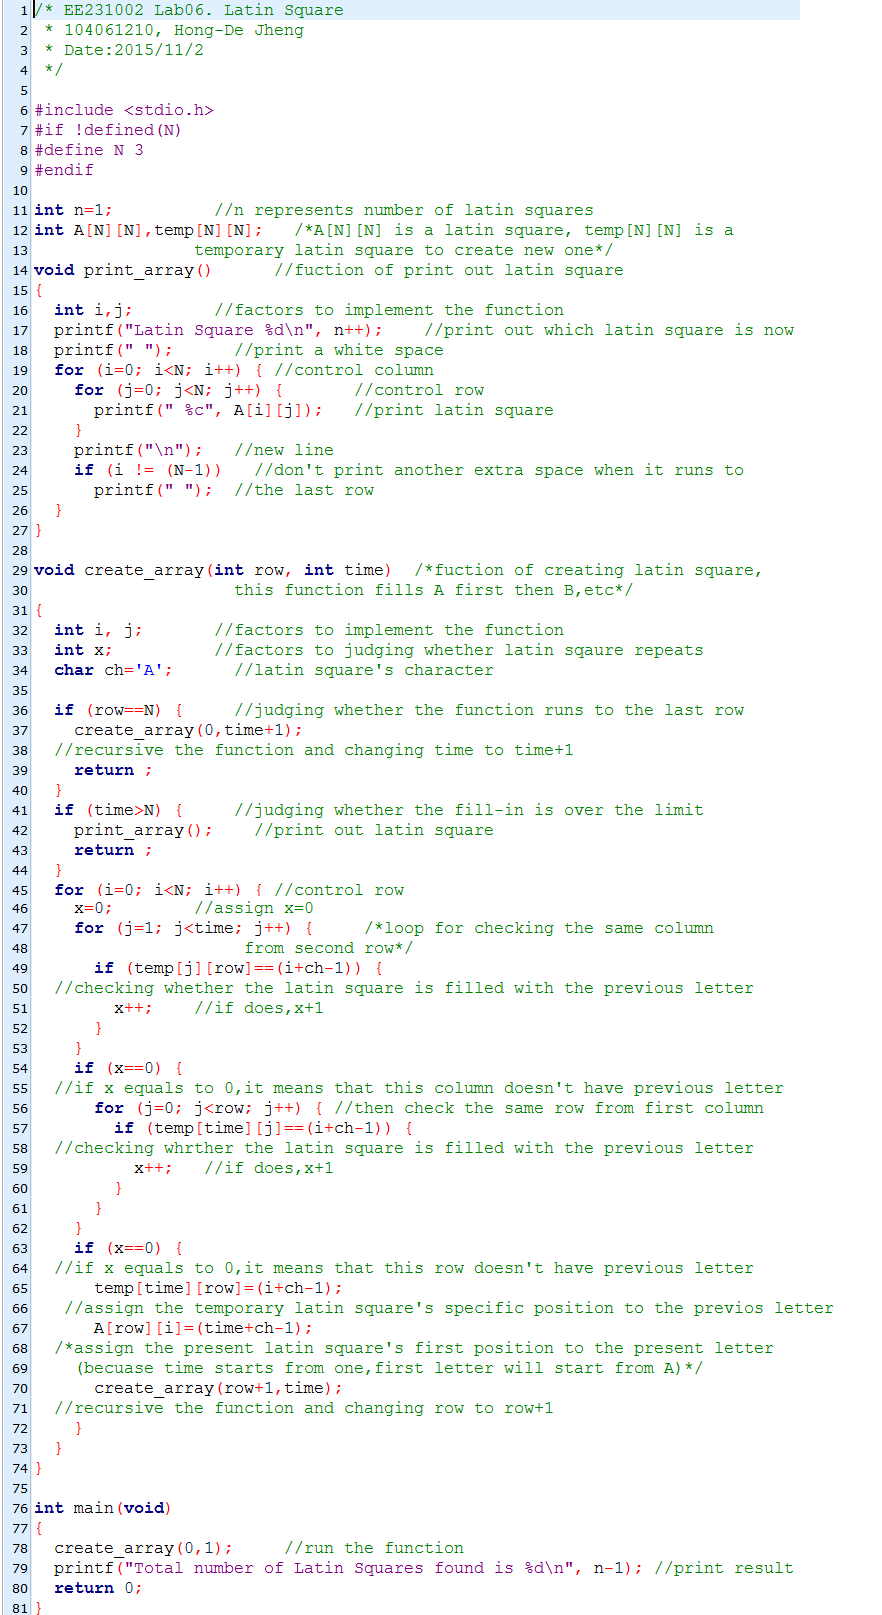 1 /* EE231002 Lab06. Latin Square
2  * 104061210, Hong-De Jheng
3  * Date:2015/11/2
4  */
5
6 #include <stdio.h>
7 #if !defined(N)
8 #define N 3
9 #endif
10
11 int n=1;          //n represents number of latin squares
12 int A[N][N],temp[N][N];   /*A[N][N] is a latin square, temp[N][N] is a
13                 temporary latin square to create new one*/
14 void print_array()      //fuction of print out latin square
15 {
16   int i,j;        //factors to implement the function
17   printf("Latin Square %d\n", n++);    //print out which latin square is now
18   printf(" ");      //print a white space
19   for (i=0; i<N; i++) { //control column
20     for (j=0; j<N; j++) {       //control row
21       printf(" %c", A[i][j]);   //print latin square
22     }
23     printf("\n");   //new line
24     if (i != (N-1))   //don't print another extra space when it runs to
25       printf(" ");  //the last row
26   }
27 }
28
29 void create_array(int row, int time)  /*fuction of creating latin square,
30                     this function fills A first then B,etc*/
31 {
32   int i, j;       //factors to implement the function
33   int x;          //factors to judging whether latin sqaure repeats
34   char ch='A';      //latin square's character
35
36   if (row==N) {     //judging whether the function runs to the last row
37     create_array(0,time+1);
38   //recursive the function and changing time to time+1
39     return ;
40   }
41   if (time>N) {     //judging whether the fill-in is over the limit
42     print_array();    //print out latin square
43     return ;
44   }
45   for (i=0; i<N; i++) { //control row
46     x=0;        //assign x=0
47     for (j=1; j<time; j++) {     /*loop for checking the same column
48                      from second row*/
49       if (temp[j][row]==(i+ch-1)) {
50   //checking whether the latin square is filled with the previous letter
51         x++;    //if does,x+1
52       }
53     }
54     if (x==0) {
55   //if x equals to 0,it means that this column doesn't have previous letter
56       for (j=0; j<row; j++) { //then check the same row from first column
57         if (temp[time][j]==(i+ch-1)) {
58   //checking whrther the latin square is filled with the previous letter
59           x++;   //if does,x+1
60         }
61       }
62     }
63     if (x==0) {
64   //if x equals to 0,it means that this row doesn't have previous letter
65       temp[time][row]=(i+ch-1);
66    //assign the temporary latin square's specific position to the previos letter
67       A[row][i]=(time+ch-1);
68   /*assign the present latin square's first position to the present letter
69     (becuase time starts from one,first letter will start from A)*/
70       create_array(row+1,time);
71   //recursive the function and changing row to row+1
72     }
73   }
74 }
75
76 int main(void)
77 {
78   create_array(0,1);     //run the function
79   printf("Total number of Latin Squares found is %d\n", n-1); //print result
80   return 0;
81 }